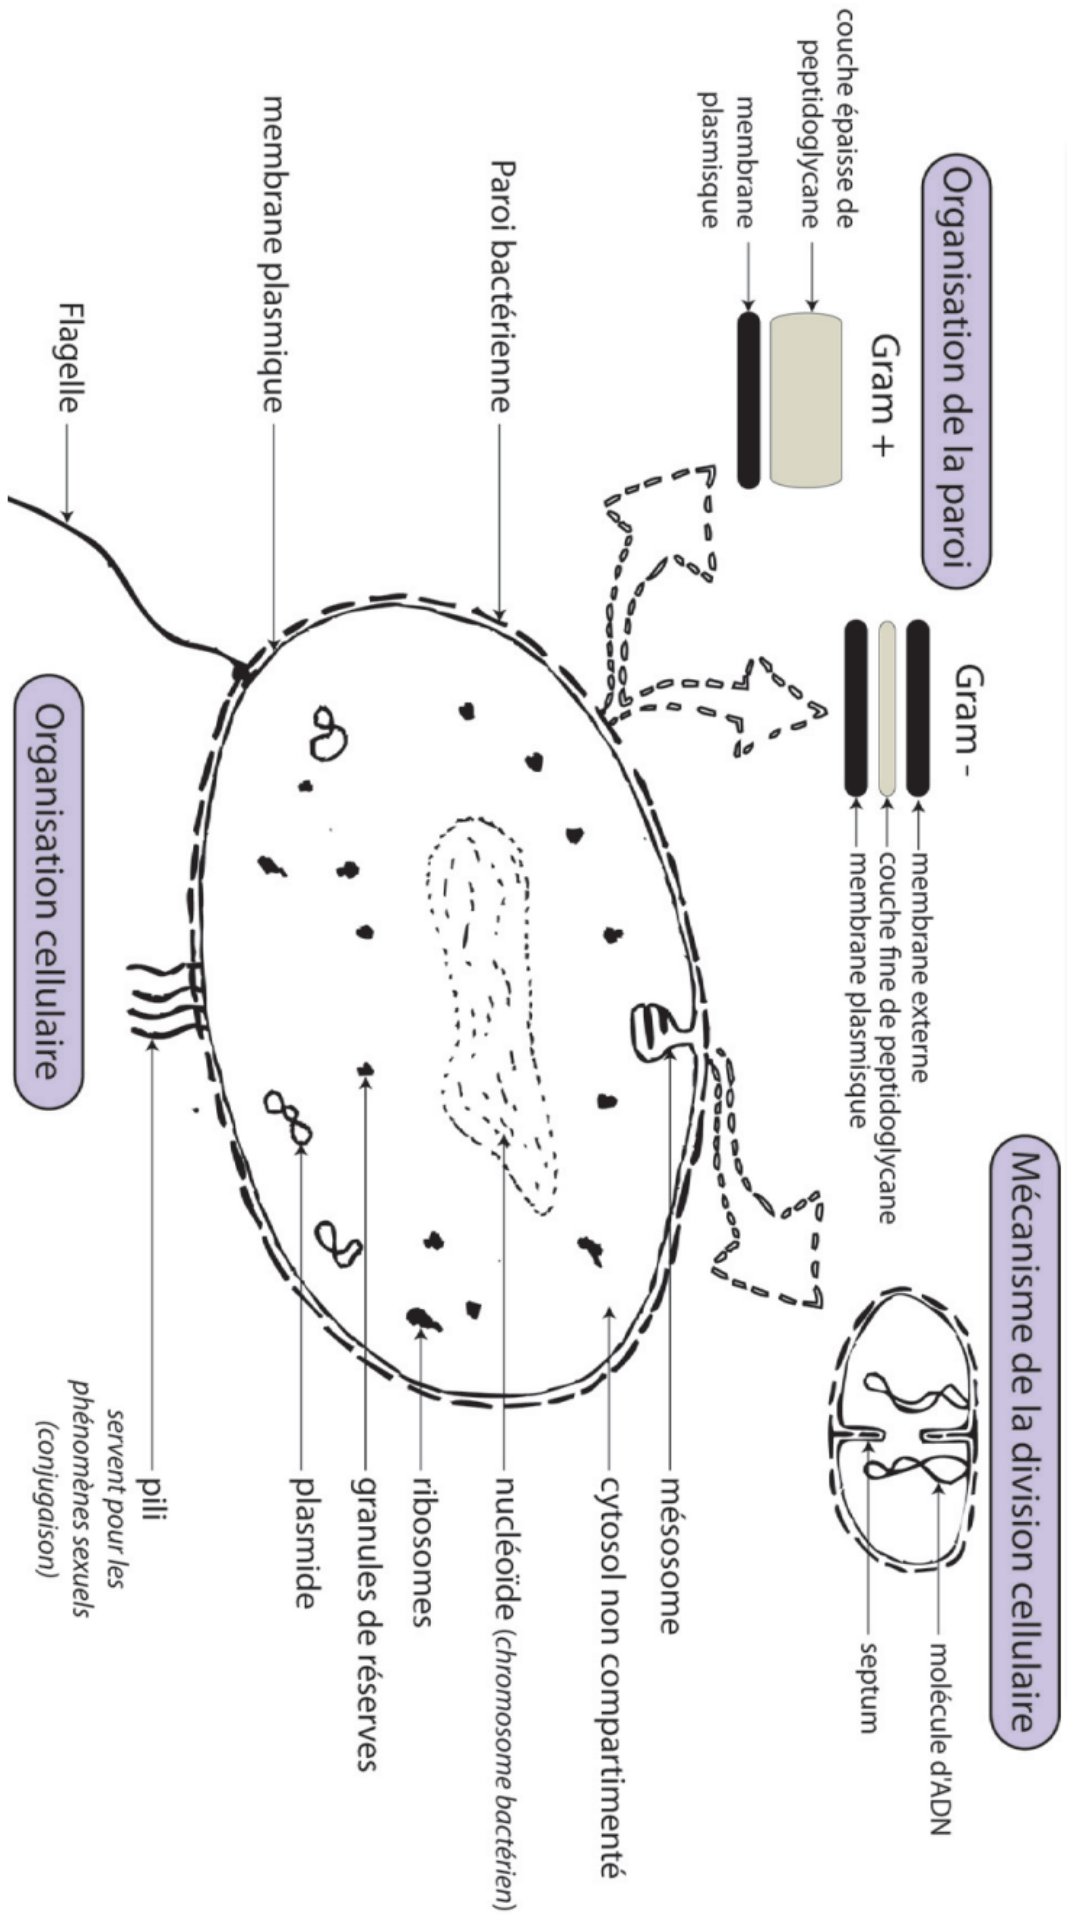 Organisation de la paroi
Mécanisme de la division cellulaire
Gram +
couche épaisse de
peptidoglycane
membrane
plasmisque
Gram -
membrane externe
couche fine de peptidoglycane
membrane plasmisque
molécule d'ADN
septum
Paroi bactérienne
membrane plasmique
Flagelle
mésosome
cytosol non compartimenté
nucléoïde (chromosome bactérien)
ribosomes
granules de réserves
plasmide
pili
servent pour les
phénomènes sexuels
(conjugaison)
Organisation cellulaire